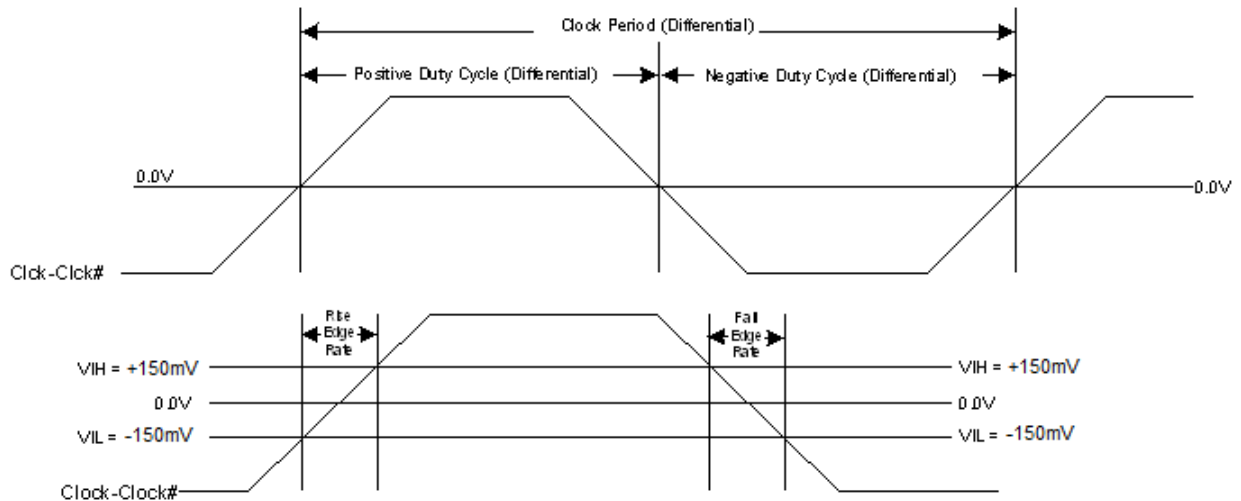 Clock Period (Differential)
Positive Duty Cycle (Differential)
Negative Duty Cycle (Differential)
0.0V
0.0V
Clck-Clck#
Rise
Edge
Rate
Fall
Edge
Rate
VIH = +150mV
VIH = +150mV
0.0V
0.0V
VIL = -150mV
VIL = -150mV
Clock-Clock#